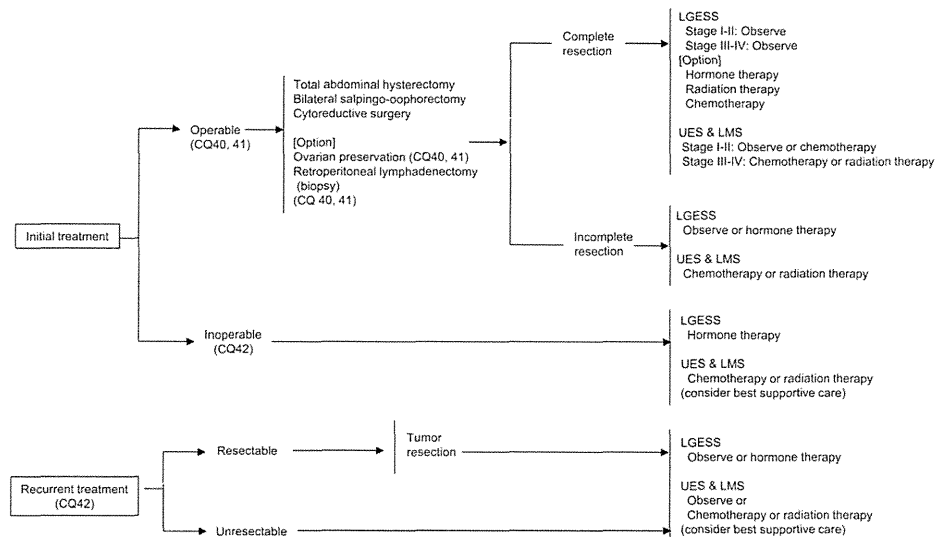 Initial treatment
Operable
(CQ40, 41)
Total abdominal hysterectomy
Bilateral salpingo-oophorectomy
Cytoreductive surgery
[Option]
Ovarian preservation (CQ40, 41)
Retroperitoneal lymphadenectomy
(biopsy)
(CQ 40, 41)
Complete
resection
LGESS
Stage I-II: Observe
Stage III-IV: Observe
[Option]
Hormone therapy
Radiation therapy
Chemotherapy
UES & LMS
Stage I-II: Observe or chemotherapy
Stage III-IV: Chemotherapy or radiation therapy
Incomplete
resection
LGESS
Observe or hormone therapy
UES & LMS
Chemotherapy or radiation therapy
Inoperable
(CQ42)
LGESS
Hormone therapy
UES & LMS
Chemotherapy or radiation therapy
(consider best supportive care)
Recurrent treatment
(CQ42)
Resectable
Tumor
resection
Unresectable
LGESS
Observe or hormone therapy
UES & LMS
Observe or
Chemotherapy or radiation therapy
(consider best supportive care)